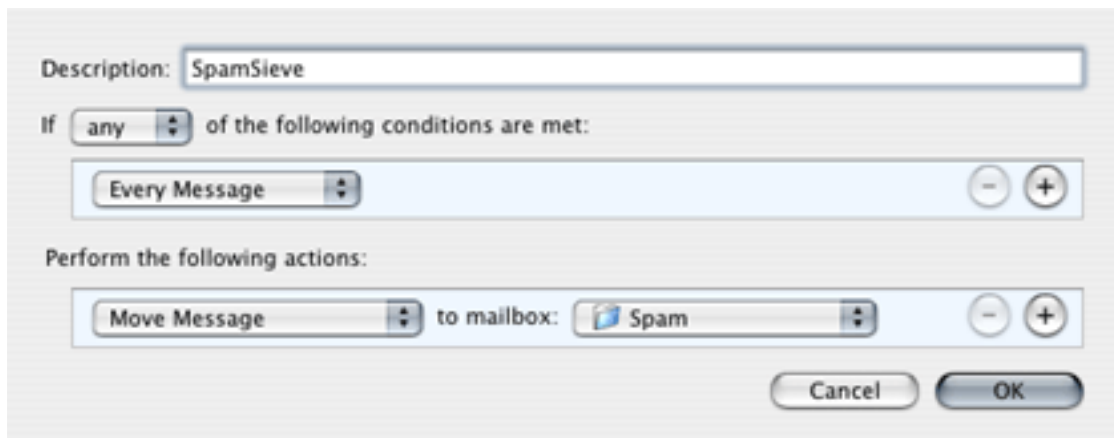 Description: SpamSieve
If any of the following conditions are met:
Every Message
Perform the following actions:
Move Message to mailbox: Spam
Cancel OK